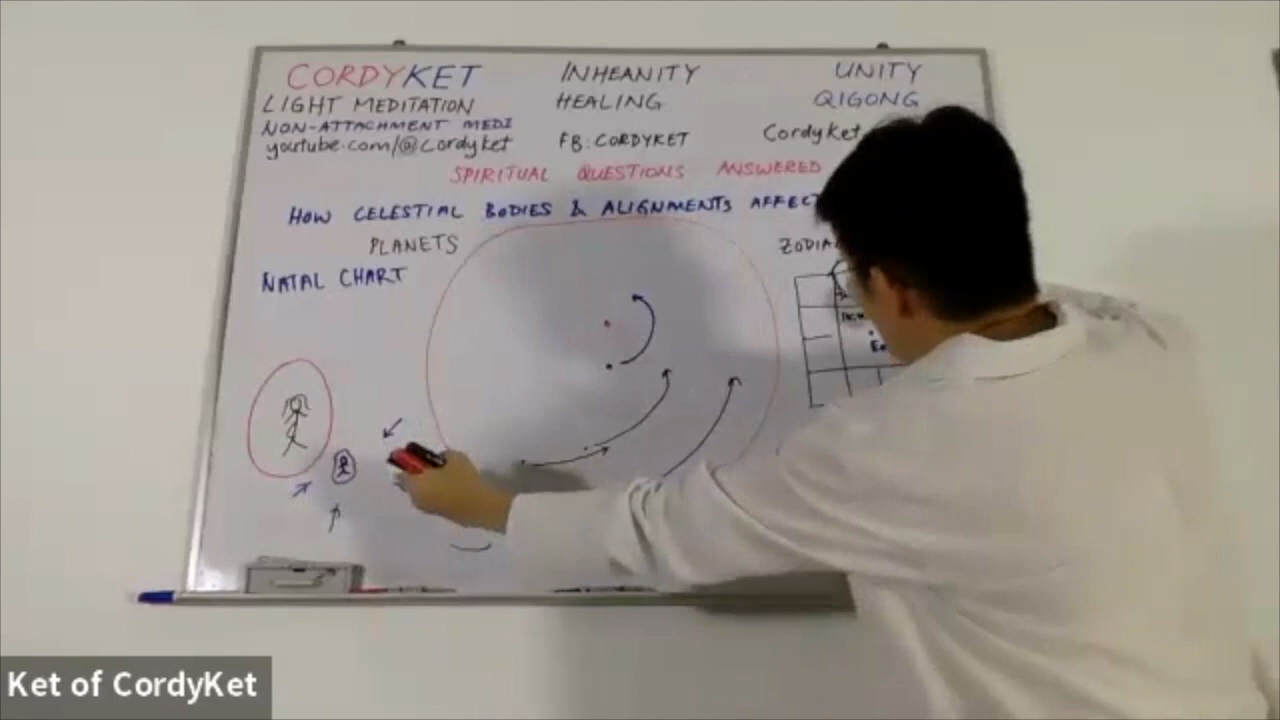 CORDYKET INHEANITY UNITY
LIGHT MEDITATION HEALING QIGONG
NON-ATTACHMENT MEDI
youtube.com/@Cordyket FB: CORDYKET Cordyket
SPIRITUAL QUESTIONS ANSWERED
HOW CELESTIAL BODIES & ALIGNMENTS AFFECT
PLANETS ZODIA
NATAL CHART
Ket of CordyKet